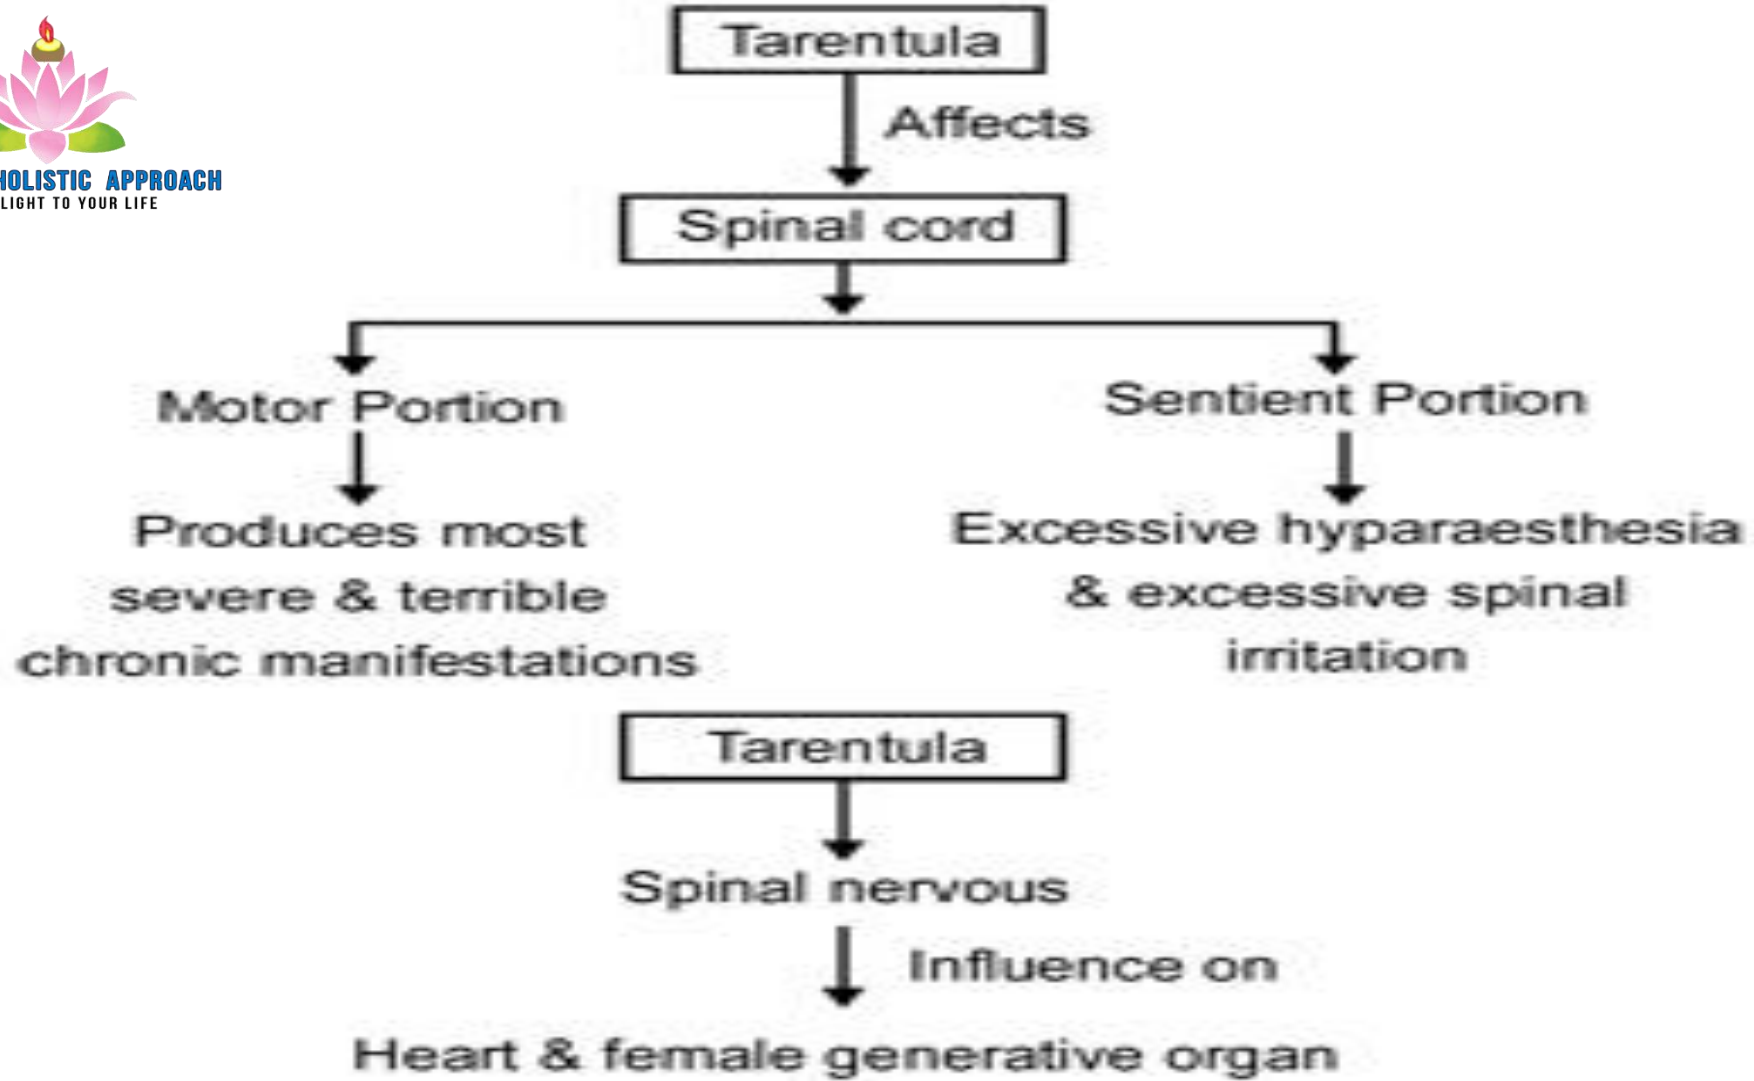 HOLISTIC APPROACH
LIGHT TO YOUR LIFE
Tarentula
Affects
Spinal cord
Motor Portion
Sentient Portion
Produces most
severe & terrible
chronic manifestations
Excessive hyparaesthesia
& excessive spinal
irritation
Tarentula
Spinal nervous
Influence on
Heart & female generative organ